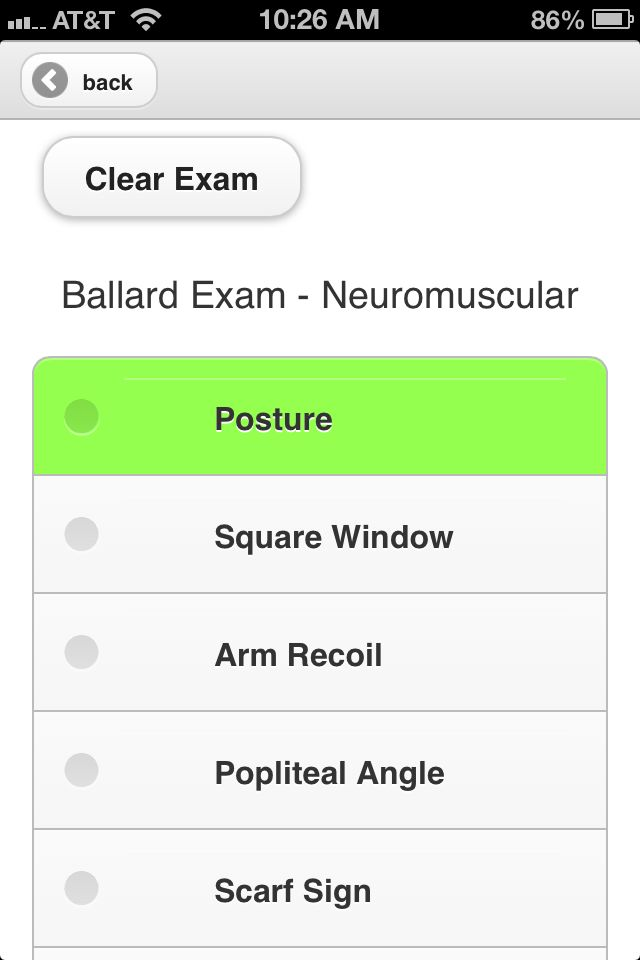 AT&T 10:26 AM 86%
back
Clear Exam
Ballard Exam - Neuromuscular
Posture
Square Window
Arm Recoil
Popliteal Angle
Scarf Sign